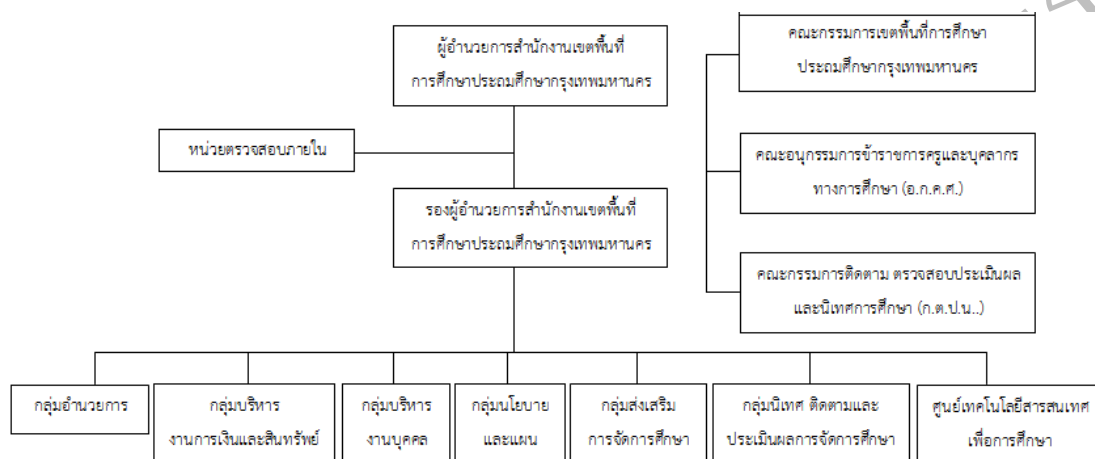 ผู้อำนวยการสำนักงานเขตพื้นที่
การศึกษาประถมศึกษากรุงเทพมหานคร
คณะกรรมการเขตพื้นที่การศึกษา
ประถมศึกษากรุงเทพมหานคร
หน่วยตรวจสอบภายใน
คณะอนุกรรมการข้าราชการครูและบุคลากร
ทางการศึกษา (อ.ก.ค.ศ.)
รองผู้อำนวยการสำนักงานเขตพื้นที่
การศึกษาประถมศึกษากรุงเทพมหานคร
คณะกรรมการติดตาม ตรวจสอบประเมินผล
และนิเทศการศึกษา (ก.ต.ป.น..)
กลุ่มอำนวยการ
กลุ่มบริหาร
งานการเงินและสินทรัพย์
กลุ่มบริหาร
งานบุคคล
กลุ่มนโยบาย
และแผน
กลุ่มส่งเสริม
การจัดการศึกษา
กลุ่มนิเทศ ติดตามและ
ประเมินผลการจัดการศึกษา
ศูนย์เทคโนโลยีสารสนเทศ
เพื่อการศึกษา